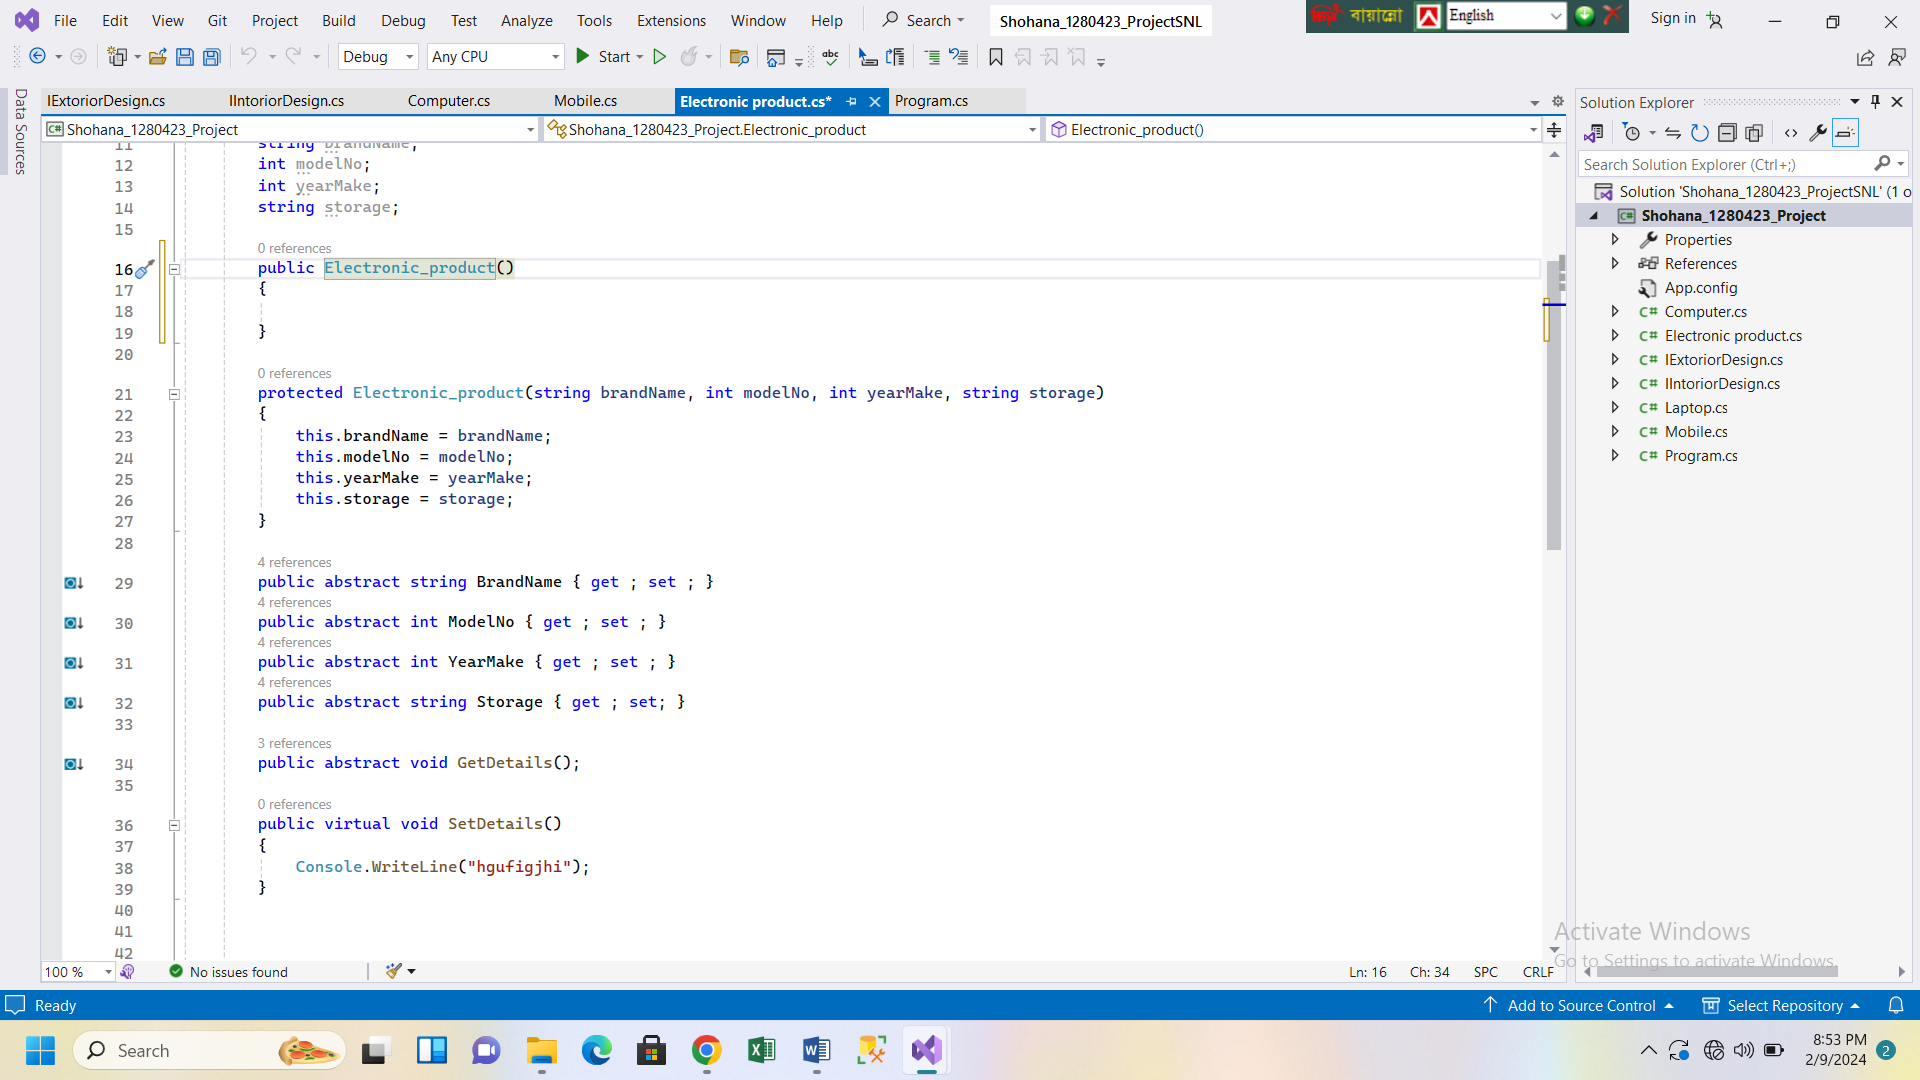 File Edit View Git Project Build Debug Test Analyze Tools Extensions Window Help Search Shohana_1280423_ProjectSNL বায়ান্নো English Sign in
Debug Any CPU Start
Data Sources
IExtoriorDesign.cs IIntoriorDesign.cs Computer.cs Mobile.cs Electronic product.cs* Program.cs
Shohana_1280423_Project Shohana_1280423_Project.Electronic_product Electronic_product()
11 string brandName;
12 int modelNo;
13 int yearMake;
14 string storage;
15
0 references
16 public Electronic_product()
17 {
18
19 }
20
0 references
21 protected Electronic_product(string brandName, int modelNo, int yearMake, string storage)
22 {
23 this.brandName = brandName;
24 this.modelNo = modelNo;
25 this.yearMake = yearMake;
26 this.storage = storage;
27 }
28
4 references
29 public abstract string BrandName { get ; set ; }
4 references
30 public abstract int ModelNo { get ; set ; }
4 references
31 public abstract int YearMake { get ; set ; }
4 references
32 public abstract string Storage { get ; set; }
33
3 references
34 public abstract void GetDetails();
35
0 references
36 public virtual void SetDetails()
37 {
38 Console.WriteLine("hgufigjhi");
39 }
40
41
42
100 % No issues found Ln: 16 Ch: 34 SPC CRLF
Solution Explorer
Search Solution Explorer (Ctrl+;)
Solution 'Shohana_1280423_ProjectSNL' (1 o
C# Shohana_1280423_Project
Properties
References
App.config
C# Computer.cs
C# Electronic product.cs
C# IExtoriorDesign.cs
C# IIntoriorDesign.cs
C# Laptop.cs
C# Mobile.cs
C# Program.cs
Activate Windows
Go to Settings to activate Windows.
Ready Add to Source Control Select Repository
Search
8:53 PM
2/9/2024
2